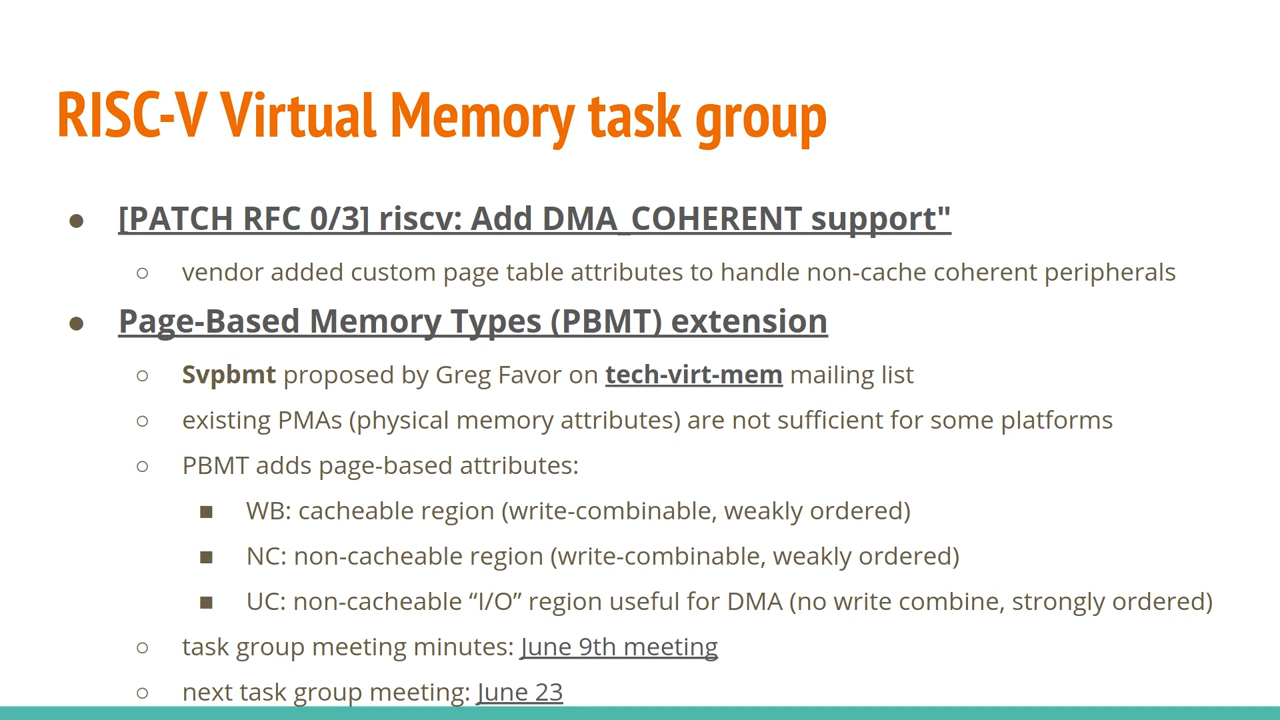 RISC-V Virtual Memory task group
● [PATCH RFC 0/3] riscv: Add DMA_COHERENT support"
○ vendor added custom page table attributes to handle non-cache coherent peripherals
● Page-Based Memory Types (PBMT) extension
○ Svpbmt proposed by Greg Favor on tech-virt-mem mailing list
○ existing PMAs (physical memory attributes) are not sufficient for some platforms
○ PBMT adds page-based attributes:
■ WB: cacheable region (write-combinable, weakly ordered)
■ NC: non-cacheable region (write-combinable, weakly ordered)
■ UC: non-cacheable “I/O” region useful for DMA (no write combine, strongly ordered)
○ task group meeting minutes: June 9th meeting
○ next task group meeting: June 23